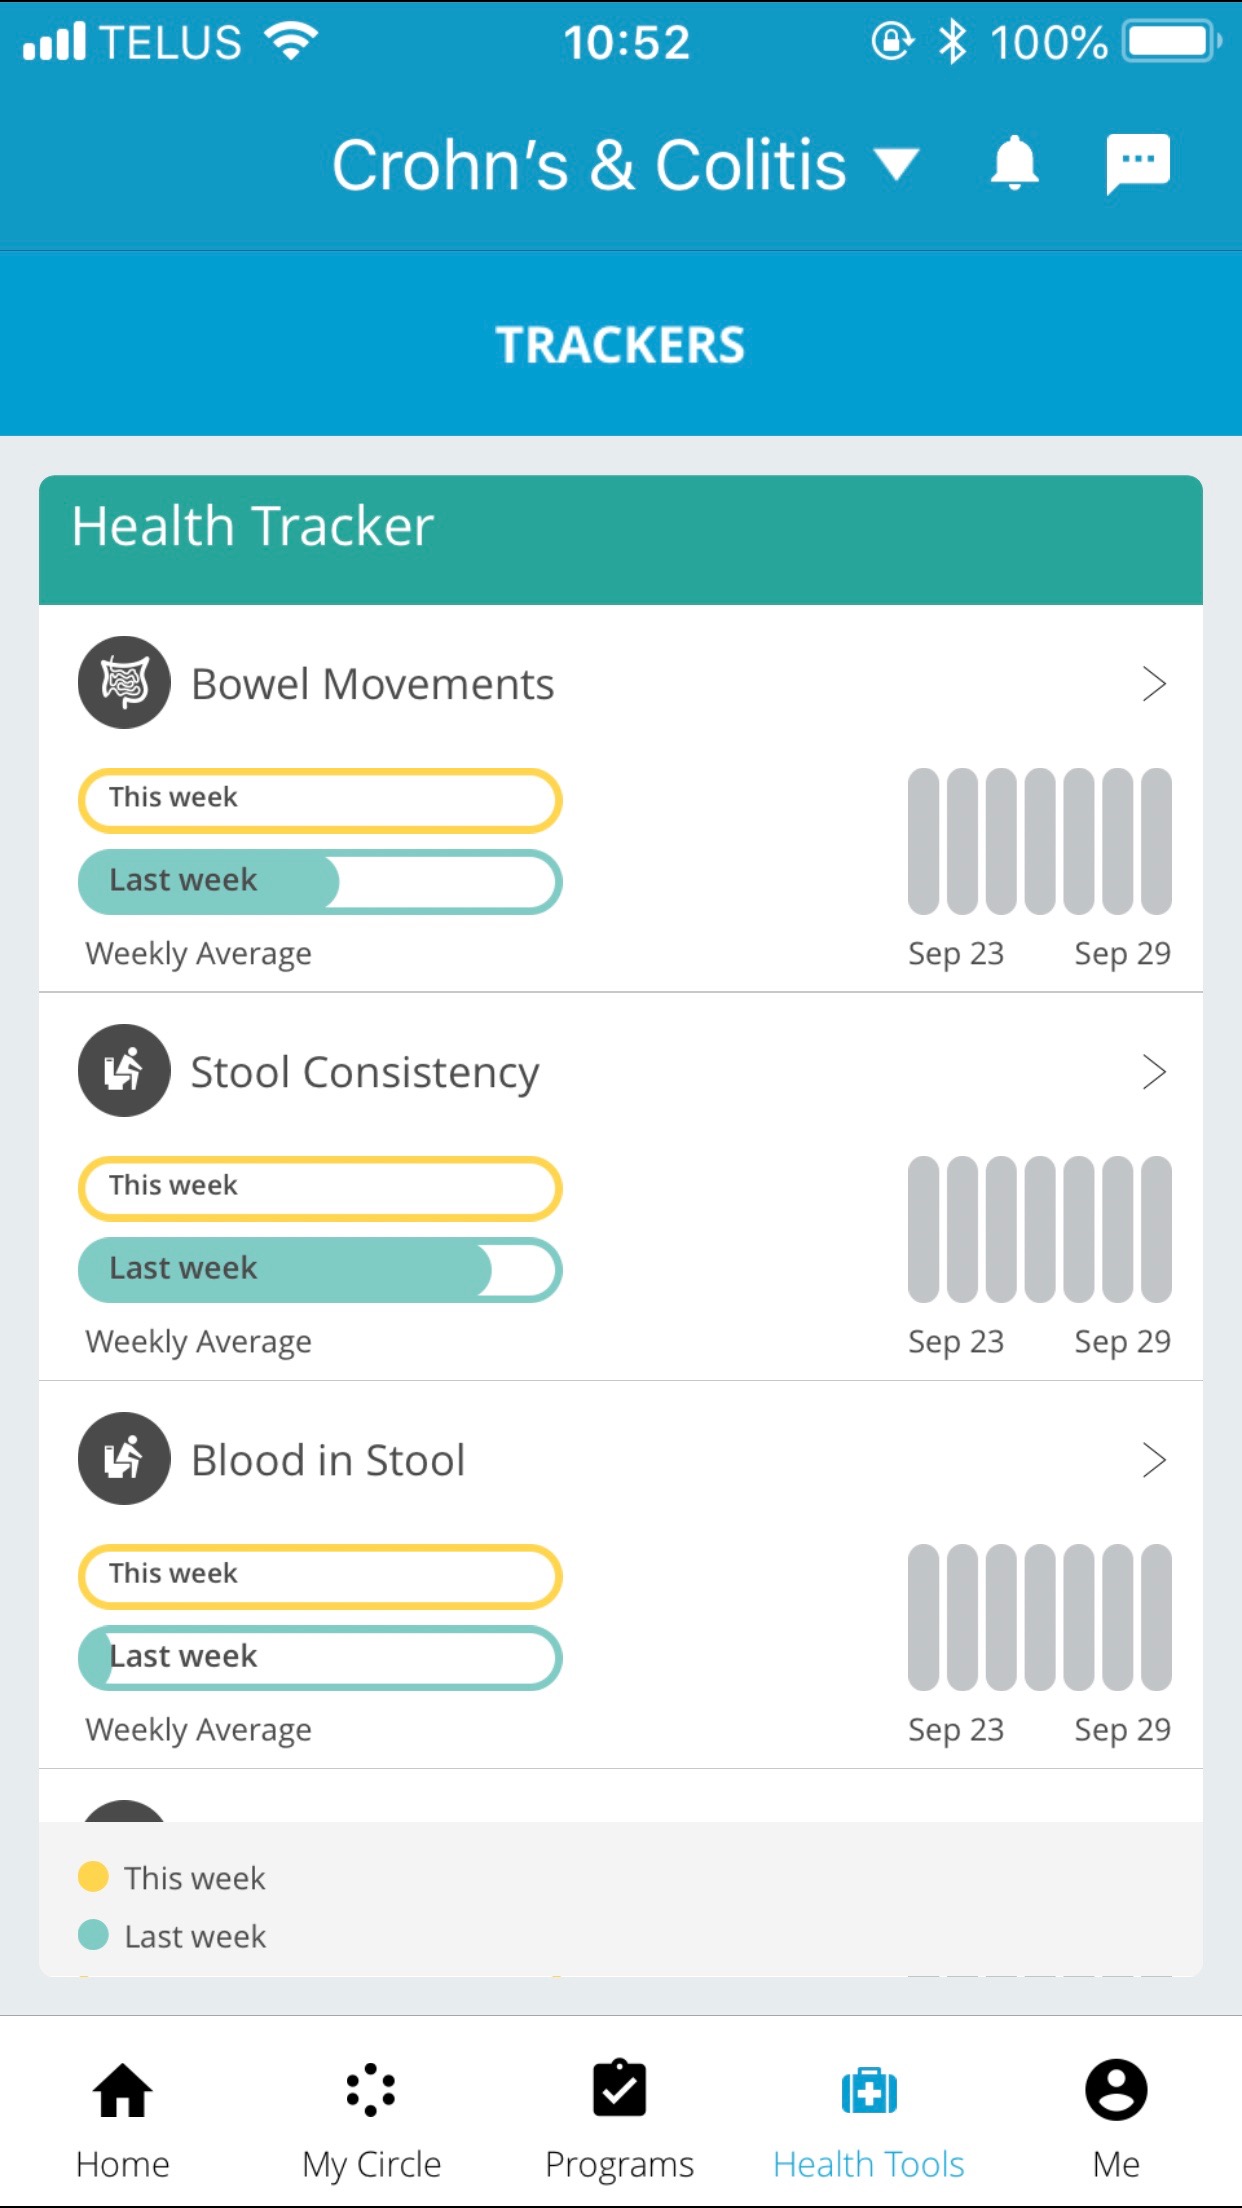 TELUS 10:52 100%
Crohn’s & Colitis
TRACKERS
Health Tracker
Bowel Movements
This week
Last week
Weekly Average
Sep 23 Sep 29
Stool Consistency
This week
Last week
Weekly Average
Sep 23 Sep 29
Blood in Stool
This week
Last week
Weekly Average
Sep 23 Sep 29
This week
Last week
Home My Circle Programs Health Tools Me